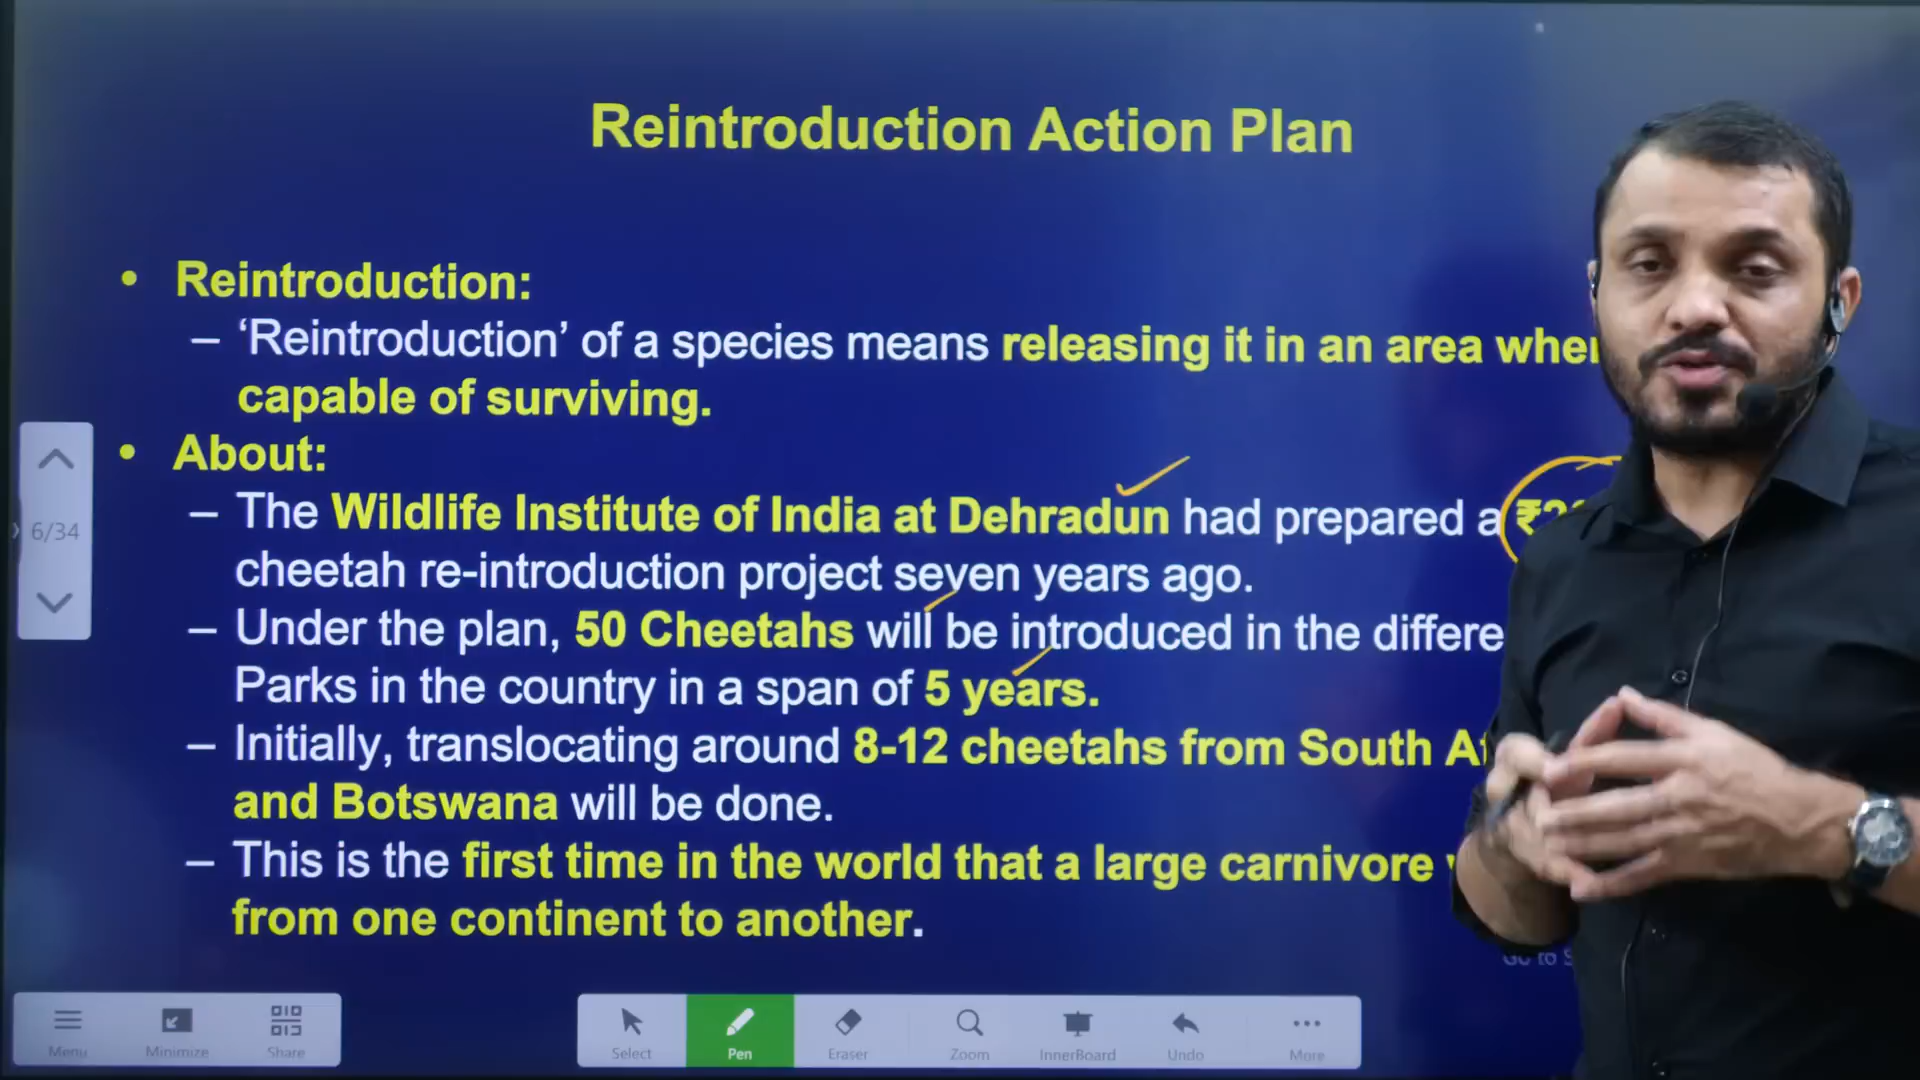 Reintroduction Action Plan
• Reintroduction:
– ‘Reintroduction’ of a species means releasing it in an area
capable of surviving.
• About:
– The Wildlife Institute of India at Dehradun had prepared a
cheetah re-introduction project seven years ago.
– Under the plan, 50 Cheetahs will be introduced in the
Parks in the country in a span of 5 years.
– Initially, translocating around 8-12 cheetahs from South
and Botswana will be done.
– This is the first time in the world that a large carnivore
from one continent to another.
6/34
Go to
Menu Minimize Share Select Pen Eraser Zoom InnerBoard Undo More